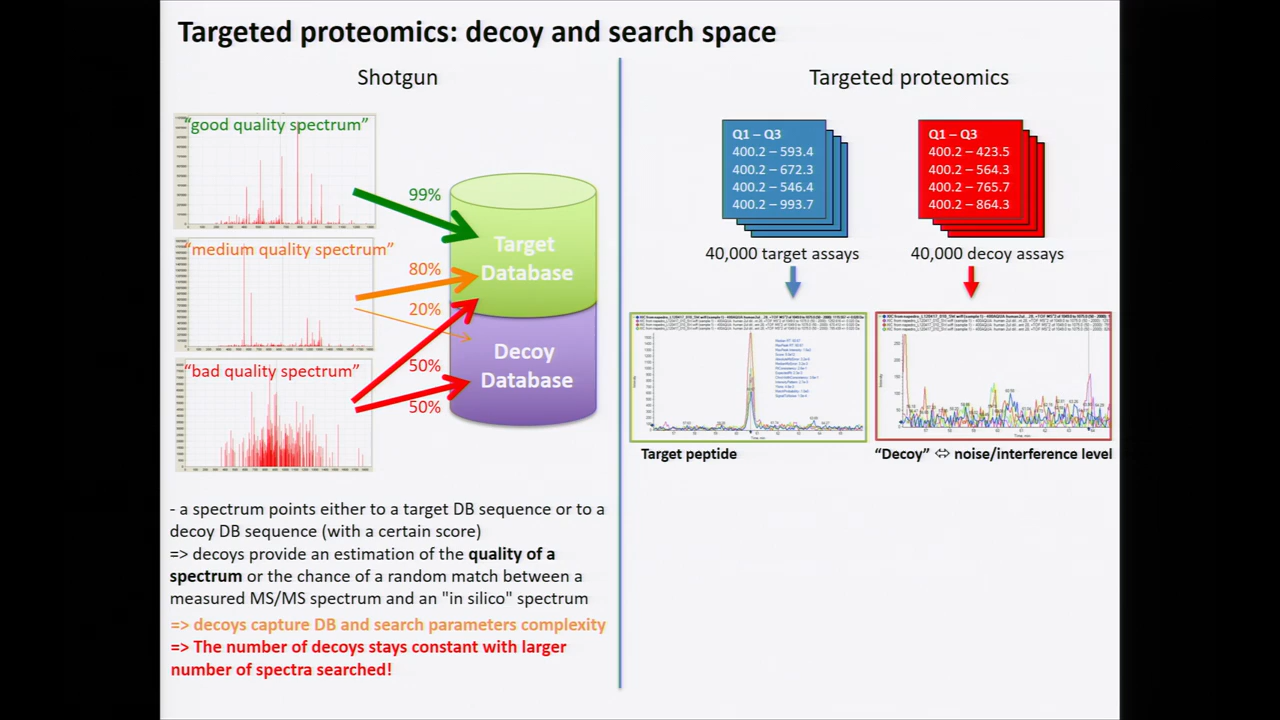 Targeted proteomics: decoy and search space
Shotgun
"good quality spectrum"
99%
"medium quality spectrum"
80%
20%
"bad quality spectrum"
50%
50%
Target
Database
Decoy
Database
- a spectrum points either to a target DB sequence or to a
decoy DB sequence (with a certain score)
=> decoys provide an estimation of the quality of a
spectrum or the chance of a random match between a
measured MS/MS spectrum and an "in silico" spectrum
=> decoys capture DB and search parameters complexity
=> The number of decoys stays constant with larger
number of spectra searched!
Targeted proteomics
Q1 – Q3
400.2 – 593.4
400.2 – 672.3
400.2 – 546.4
400.2 – 993.7
40,000 target assays
Q1 – Q3
400.2 – 423.5
400.2 – 564.3
400.2 – 765.7
400.2 – 864.3
40,000 decoy assays
Target peptide
"Decoy" ⇔ noise/interference level